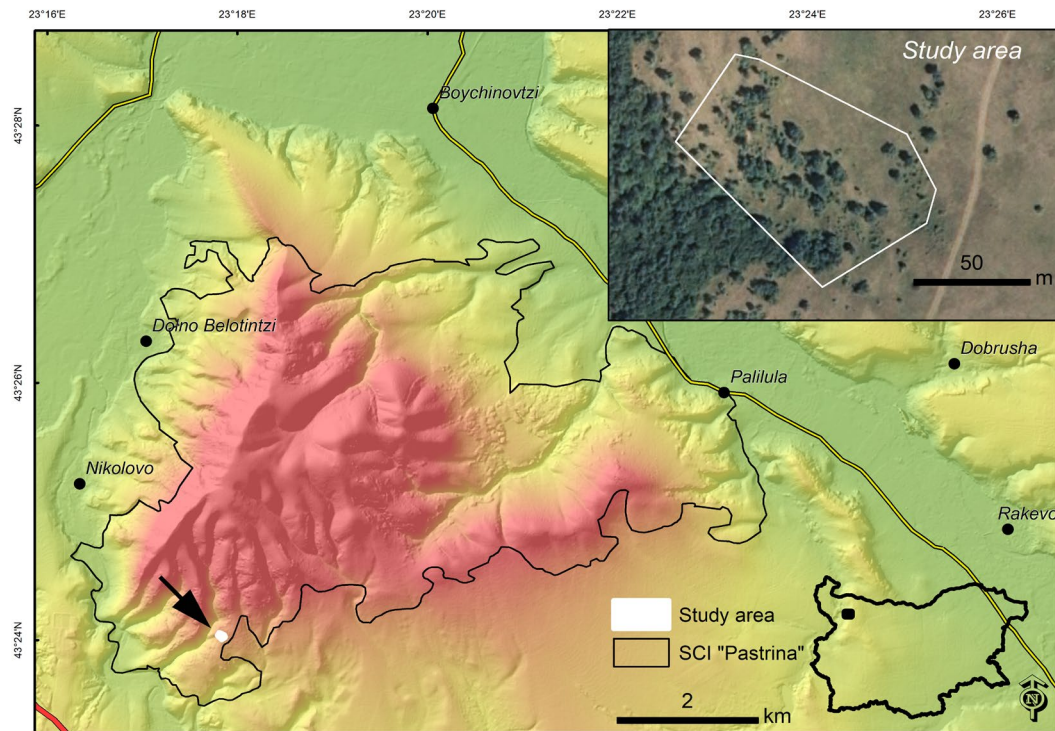 23°16'E 23°18'E 23°20'E 23°22'E 23°24'E 23°26'E
Study area
Boychinovtzi
43°28'N
50
m
Dolno Belotintzi
Dobrusha
43°26'N
Palilula
Nikolovo
Rakevo
Study area
43°24'N
SCI "Pastrina"
2
km
N